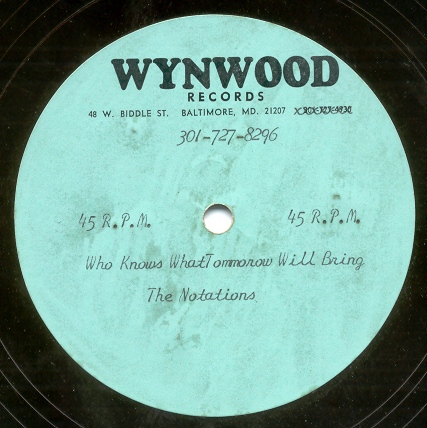 WYNWOOD
RECORDS
48 W. BIDDLE ST. BALTIMORE, MD. 21207
301-727-8296
45 R.P.M. 45 R.P.M.
Who Knows WhatTommorow Will Bring
The Notations